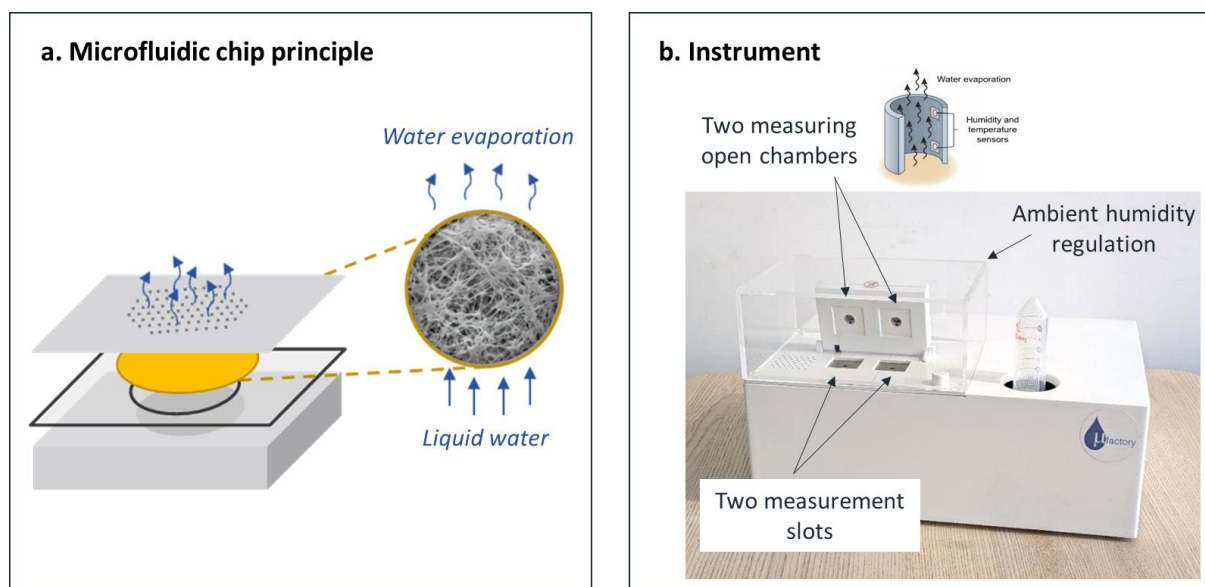 a. Microfluidic chip principle
Water evaporation
Liquid water
b. Instrument
Water evaporation
Humidity and
temperature
sensors
Two measuring
open chambers
Ambient humidity
regulation
Two measurement
slots
µfactory